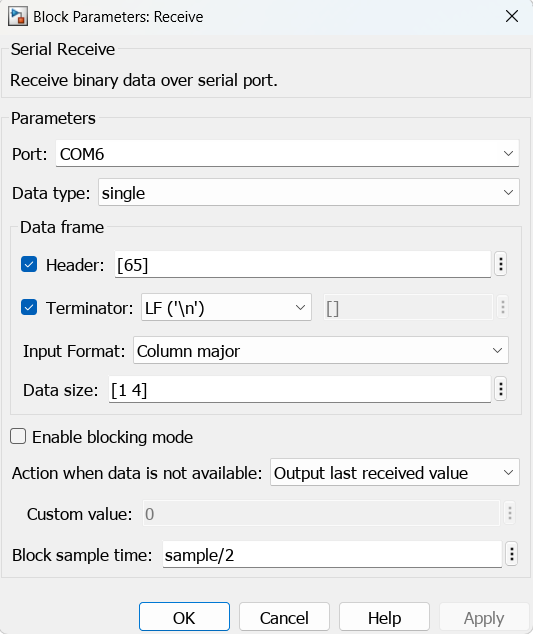 Block Parameters: Receive
Serial Receive
Receive binary data over serial port.
Parameters
Port: COM6
Data type: single
Data frame
Header: [65]
Terminator: LF ('\n') []
Input Format: Column major
Data size: [1 4]
Enable blocking mode
Action when data is not available: Output last received value
Custom value: 0
Block sample time: sample/2
OK Cancel Help Apply